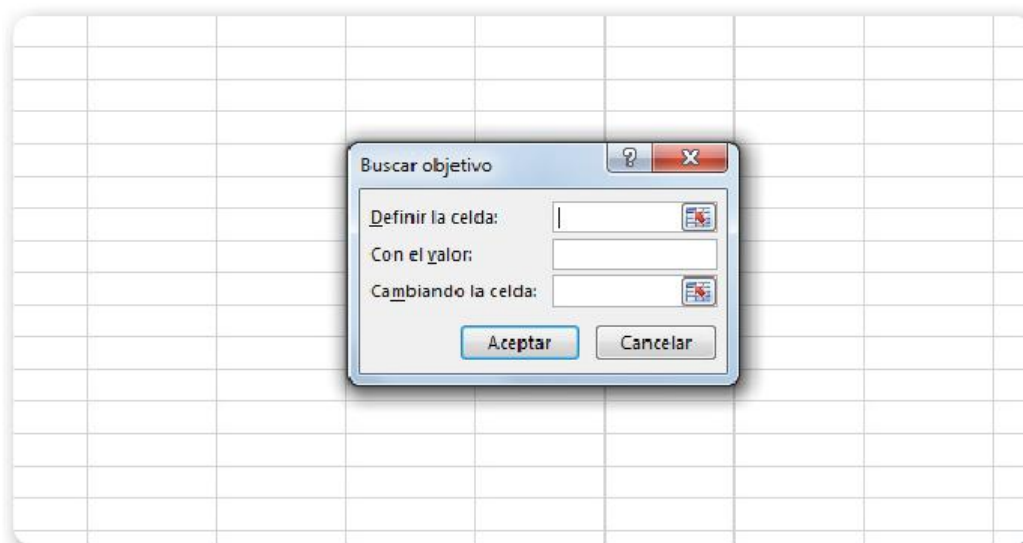 Buscar objetivo
Definir la celda:
Con el valor:
Cambiando la celda:
Aceptar Cancelar